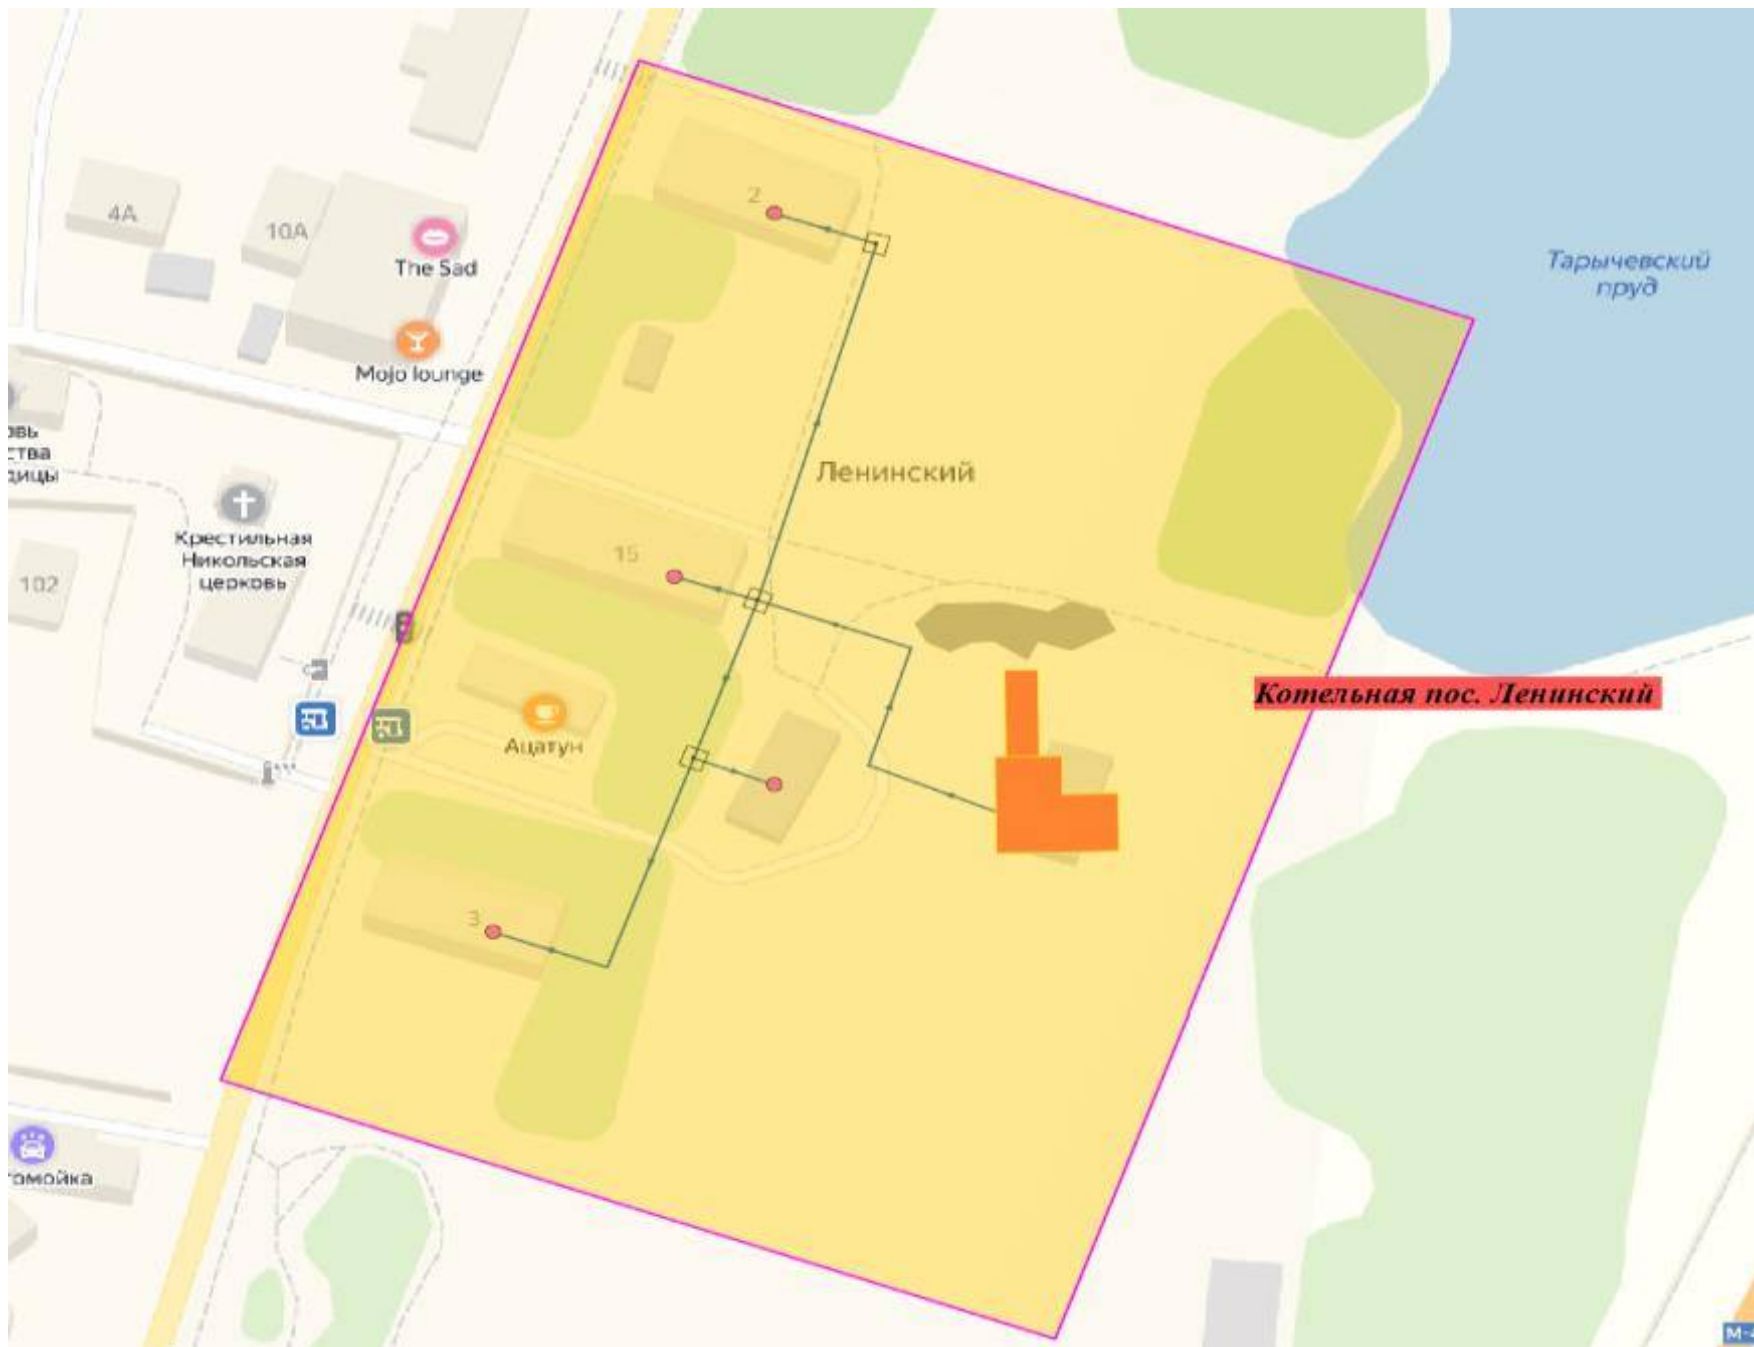 2
4А
10А
The Sad
Тарычевский
пруд
Mojo lounge
Ленинский
Крестильная
Никольская
церковь
15
102
Котельная пос. Ленинский
Ацатун
3